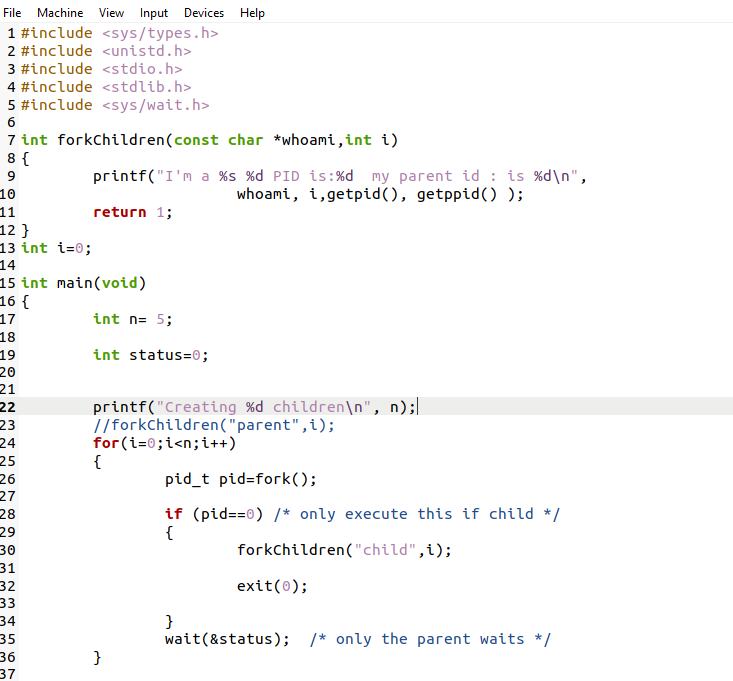 File Machine View Input Devices Help
1 #include <sys/types.h>
2 #include <unistd.h>
3 #include <stdio.h>
4 #include <stdlib.h>
5 #include <sys/wait.h>
6
7 int forkChildren(const char *whoami,int i)
8 {
9         printf("I'm a %s %d PID is:%d  my parent id : is %d\n",
10                         whoami, i,getpid(), getppid() );
11         return 1;
12 }
13 int i=0;
14
15 int main(void)
16 {
17         int n= 5;
18
19         int status=0;
20
21
22         printf("Creating %d children\n", n);
23         //forkChildren("parent",i);
24         for(i=0;i<n;i++)
25         {
26                 pid_t pid=fork();
27
28                 if (pid==0) /* only execute this if child */
29                 {
30                         forkChildren("child",i);
31
32                         exit(0);
33
34                 }
35                 wait(&status);  /* only the parent waits */
36         }
37